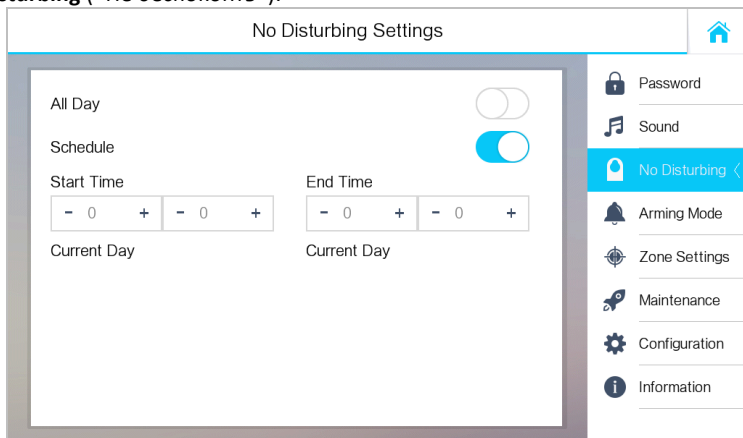 No Disturbing Settings
All Day
Schedule
Start Time
End Time
- 0 + - 0 +
- 0 + - 0 +
Current Day
Current Day
Password
Sound
No Disturbing <
Arming Mode
Zone Settings
Maintenance
Configuration
Information